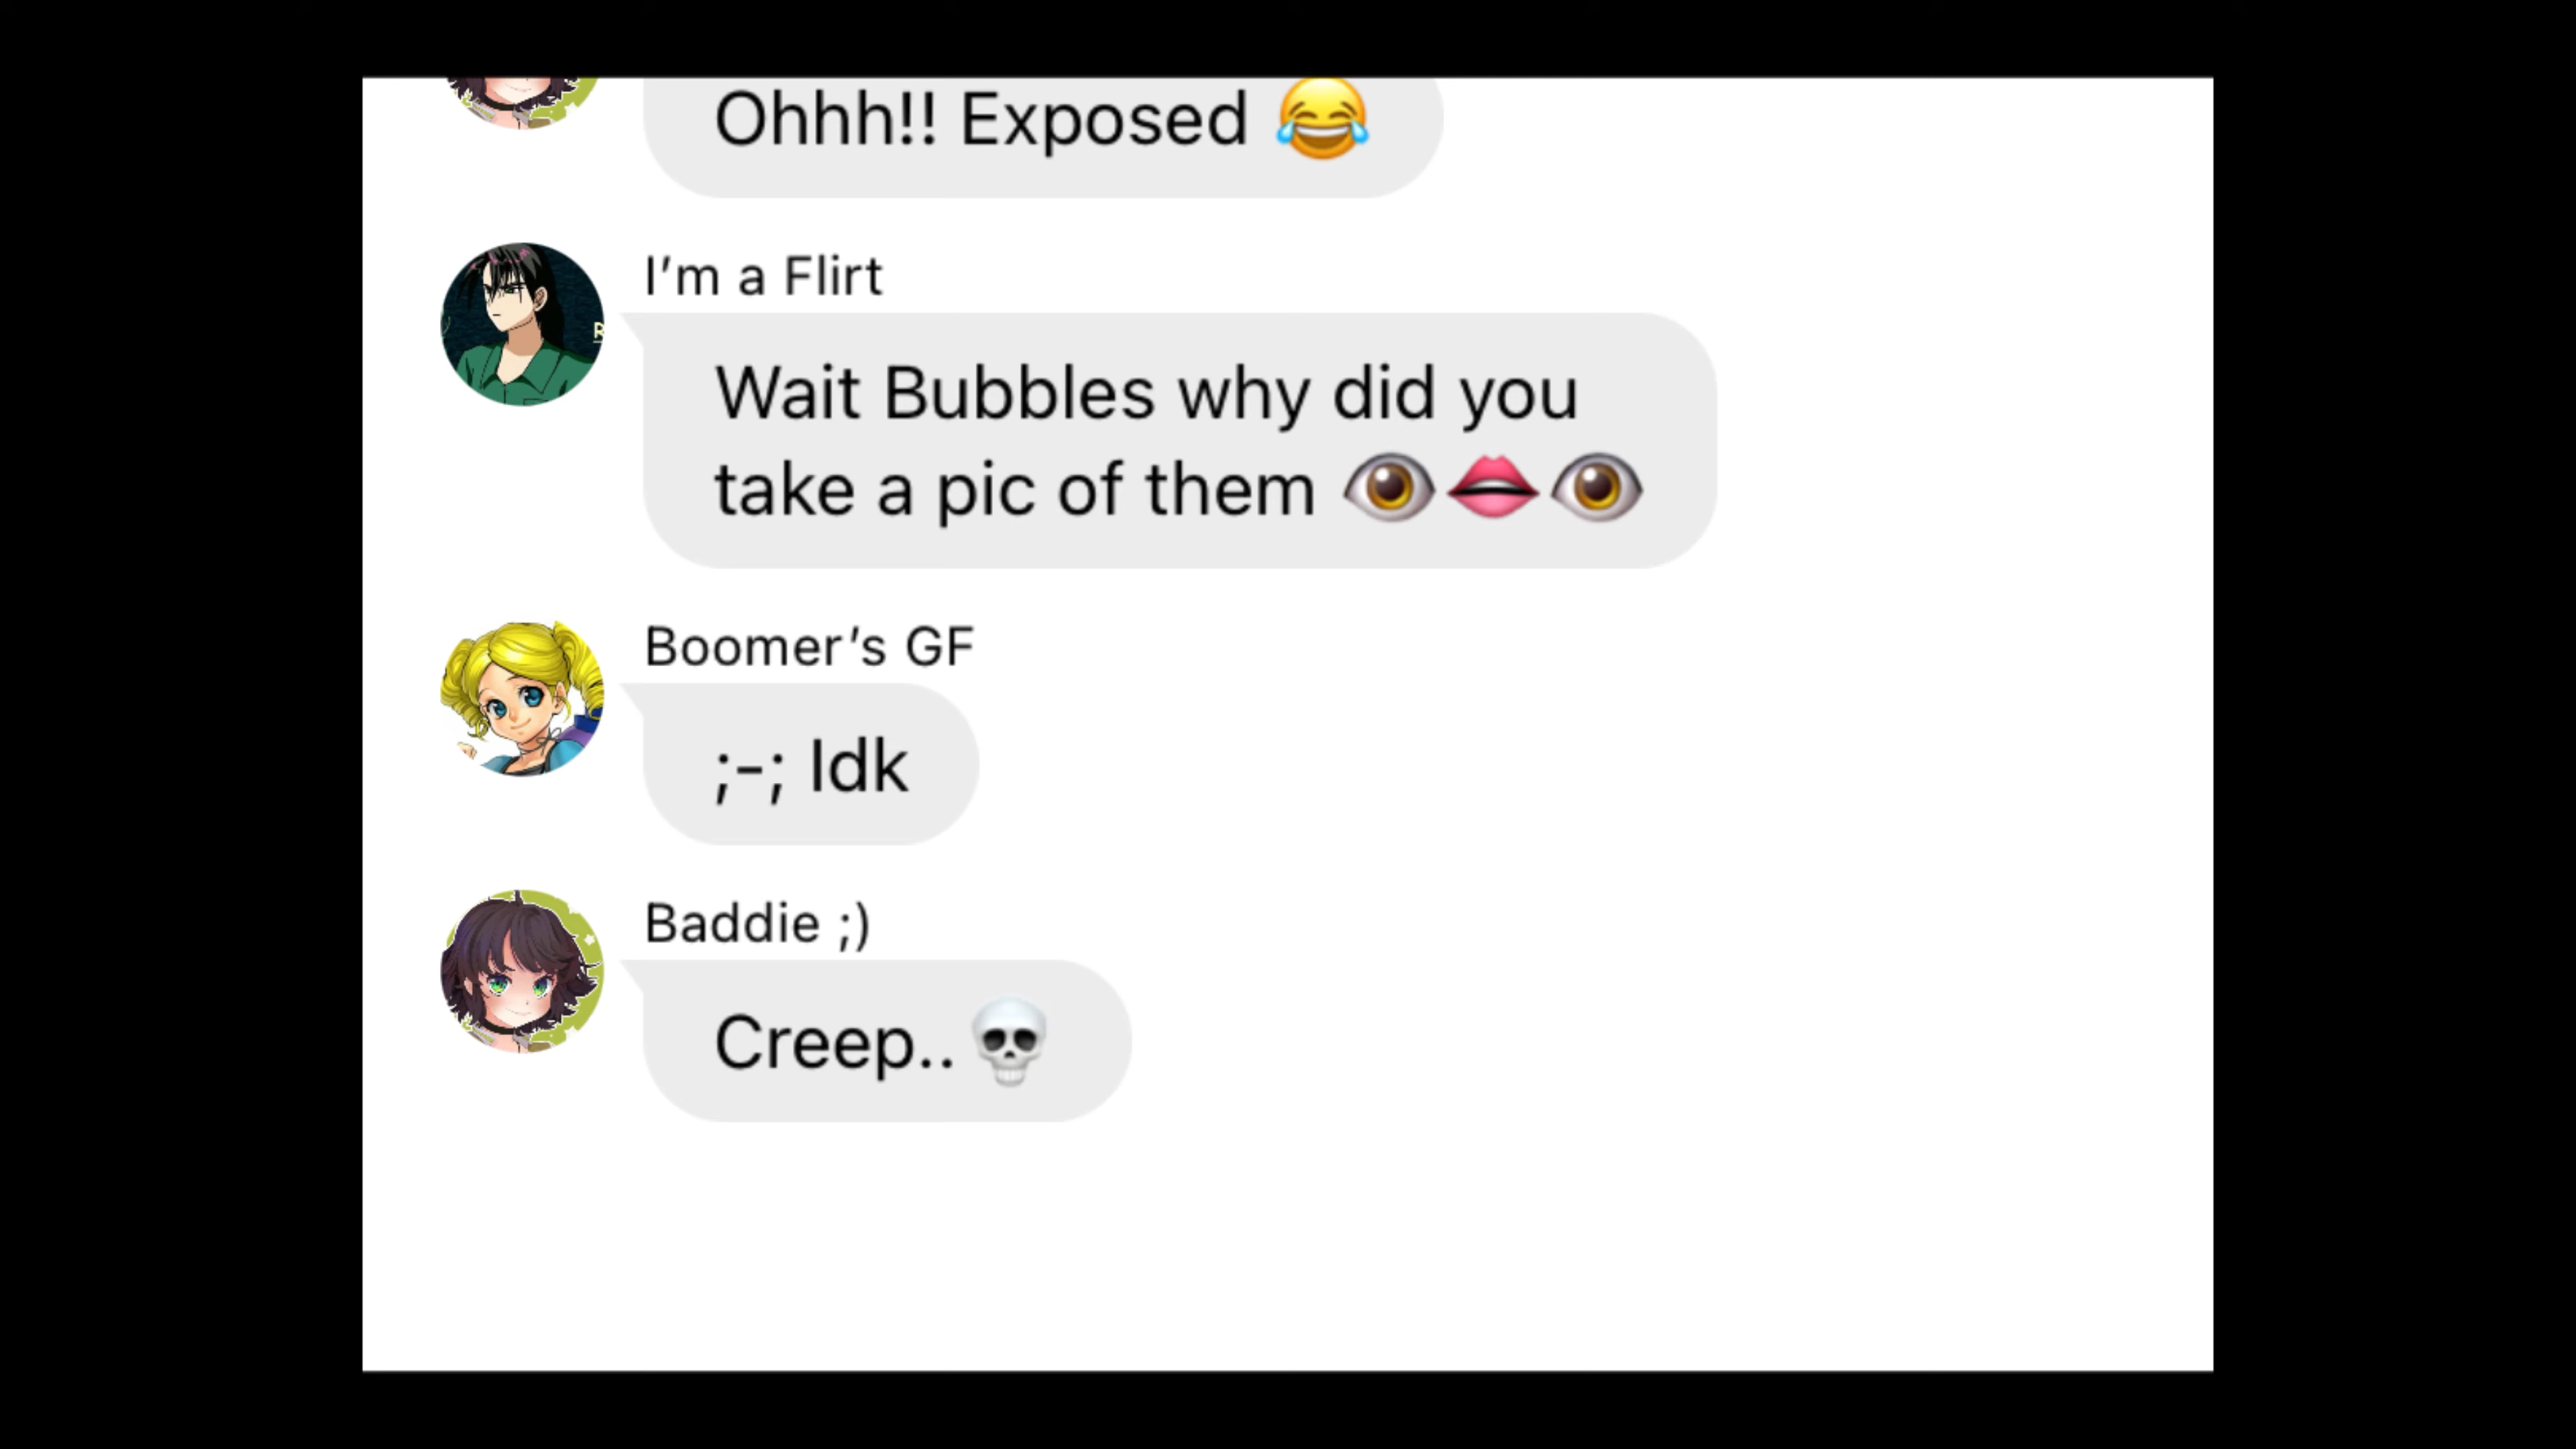 Ohhh!! Exposed 😂
I’m a Flirt
Wait Bubbles why did you
take a pic of them 👁️👄👁️
Boomer’s GF
;-; Idk
Baddie ;)
Creep.. 💀